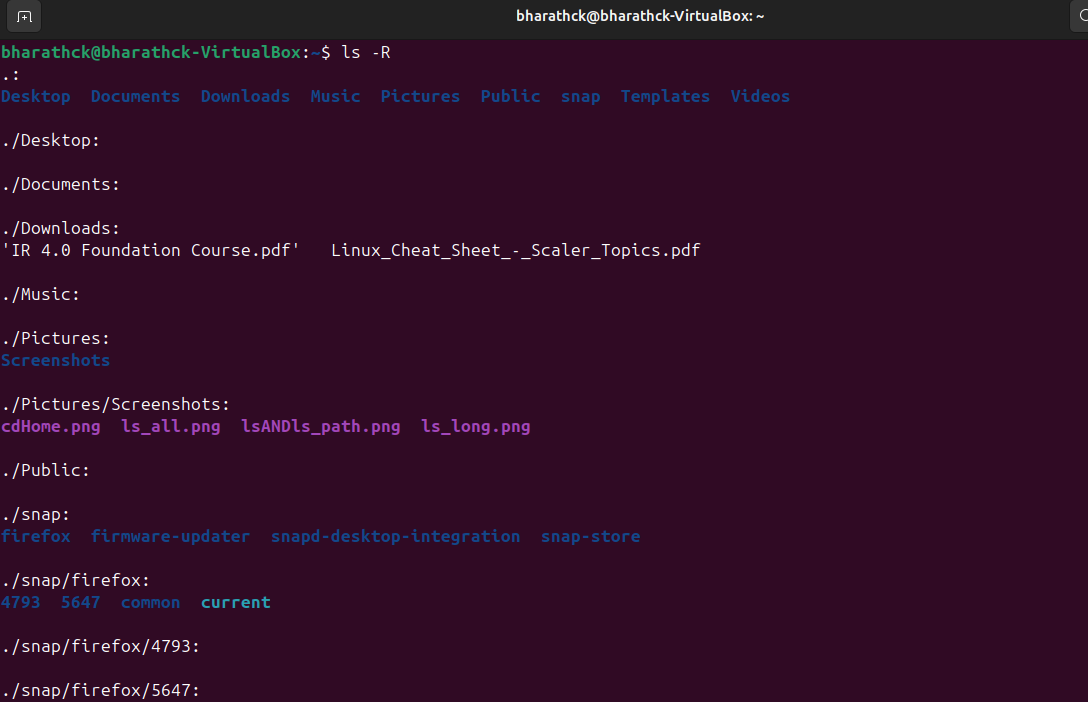 bharathck@bharathck-VirtualBox: ~
bharathck@bharathck-VirtualBox:~$ ls -R
.:
Desktop  Documents  Downloads  Music  Pictures  Public  snap  Templates  Videos
./Desktop:
./Documents:
./Downloads:
'IR 4.0 Foundation Course.pdf'   Linux_Cheat_Sheet_-_Scaler_Topics.pdf
./Music:
./Pictures:
Screenshots
./Pictures/Screenshots:
cdHome.png  ls_all.png  lsANDls_path.png  ls_long.png
./Public:
./snap:
firefox  firmware-updater  snapd-desktop-integration  snap-store
./snap/firefox:
4793  5647  common  current
./snap/firefox/4793:
./snap/firefox/5647: